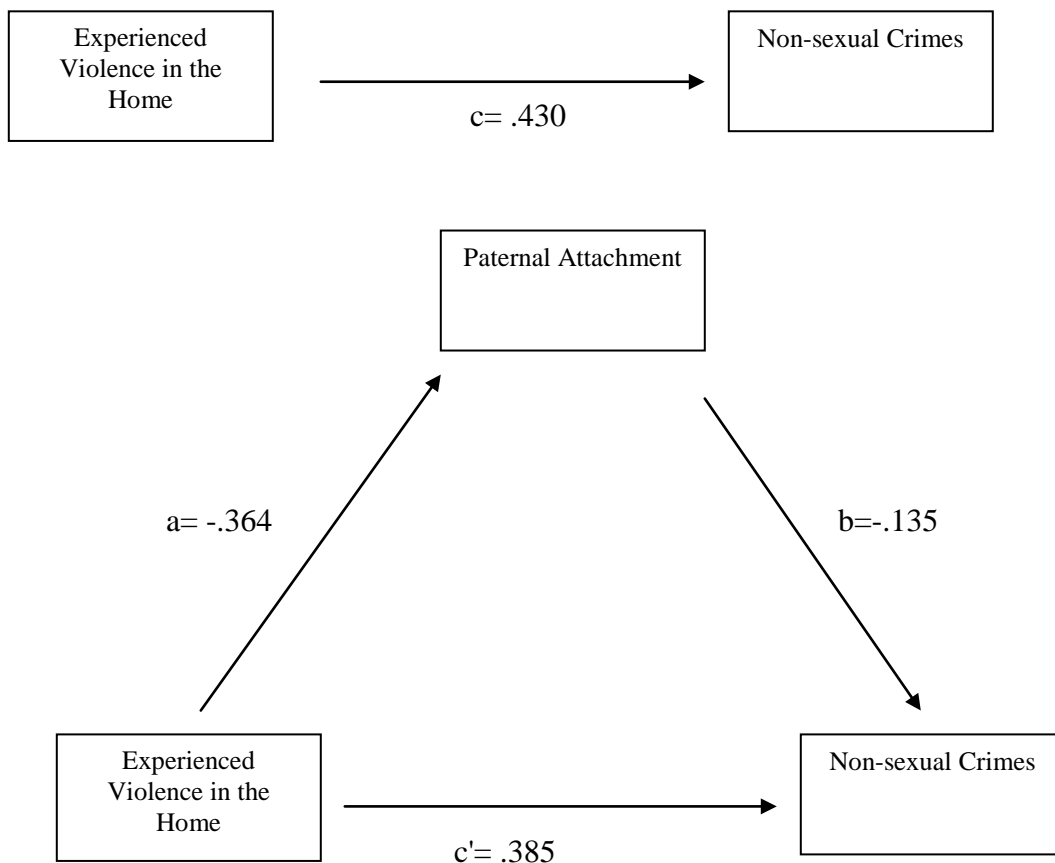 Experienced
Violence in the
Home
Non-sexual Crimes
c= .430
Paternal Attachment
a= -.364
b=-.135
Experienced
Violence in the
Home
Non-sexual Crimes
c'= .385